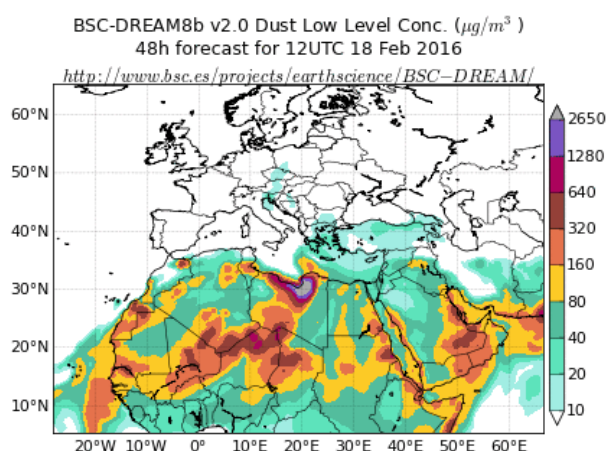 BSC-DREAM8b v2.0 Dust Low Level Conc. (μg/m³ )
48h forecast for 12UTC 18 Feb 2016
http://www.bsc.es/projects/earthscience/BSC−DREAM/
60°N
50°N
40°N
30°N
20°N
10°N
20°W 10°W 0° 10°E 20°E 30°E 40°E 50°E 60°E
2650
1280
640
320
160
80
40
20
10